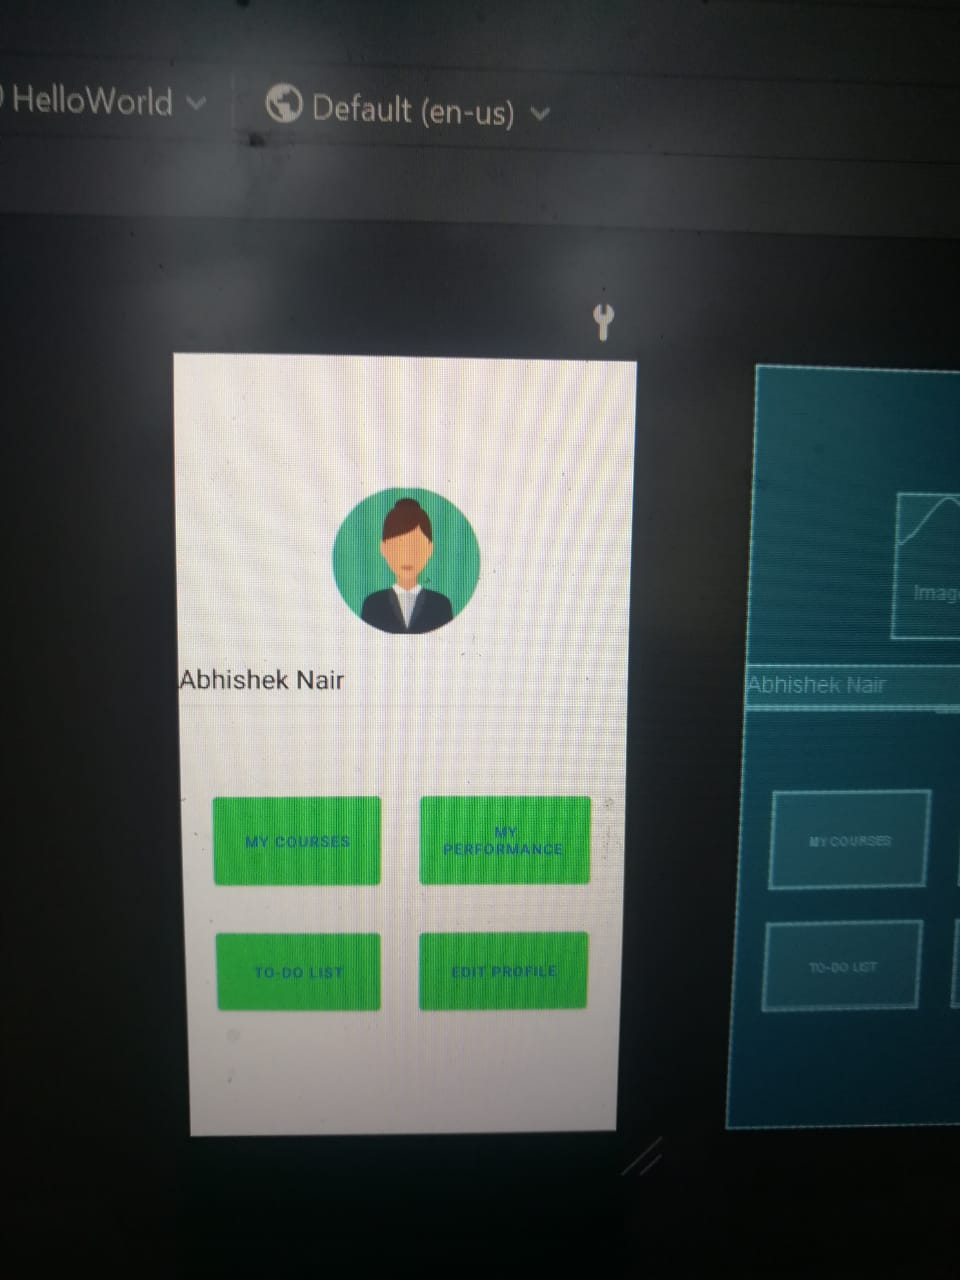 HelloWorld
Default (en-us)
Abhishek Nair
MY COURSES
MY
PERFORMANCE
TO-DO LIST
EDIT PROFILE
Abhishek Nair
MY COURSES
TO-DO LIST